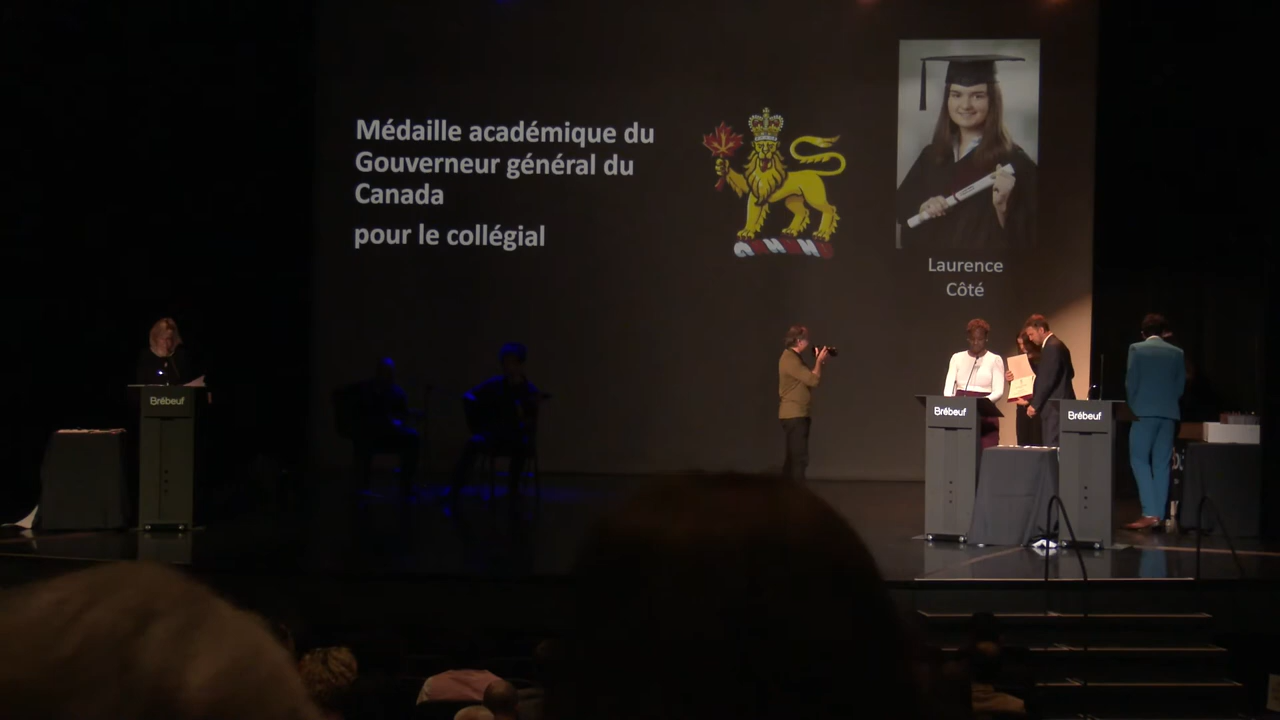 Médaille académique du
Gouverneur général du
Canada
pour le collégial
Laurence
Côté
Brébeuf
Brébeuf
Brébeuf